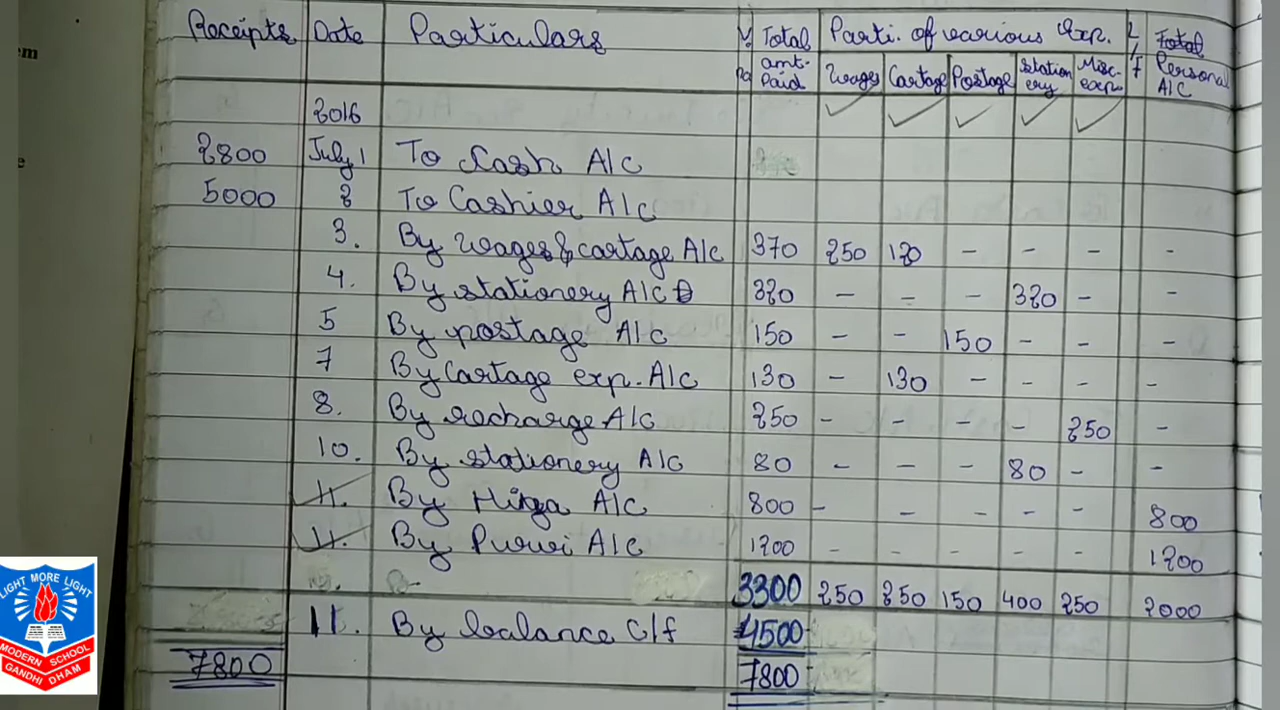 em
e
Receipts Date Particulars V. No Total amt. Paid Parti. of various Exp. L/F Total Personal A/C
Wages Cartage Postage Stationery Misc. exp.
2016
2800 July 1 To Cash A/C
5000 2 To Cashier A/C
3. By wages & cartage A/C 370 250 120 - - - -
4. By stationery A/C 320 - - - 320 - -
5 By postage A/C 150 - - 150 - - -
7 By Cartage exp. A/C 130 - 130 - - - -
8. By recharge A/C 250 - - - - 250 -
10. By stationery A/C 80 - - - 80 - -
11. By A/C 800 - - - - - 800
11. By Purvi A/C 1200 - - - - - 1200
3300 250 250 150 400 250 2000
11. By balance C/f 4500
7800 7800
LIGHT MORE LIGHT
MODERN SCHOOL
GANDHI DHAM